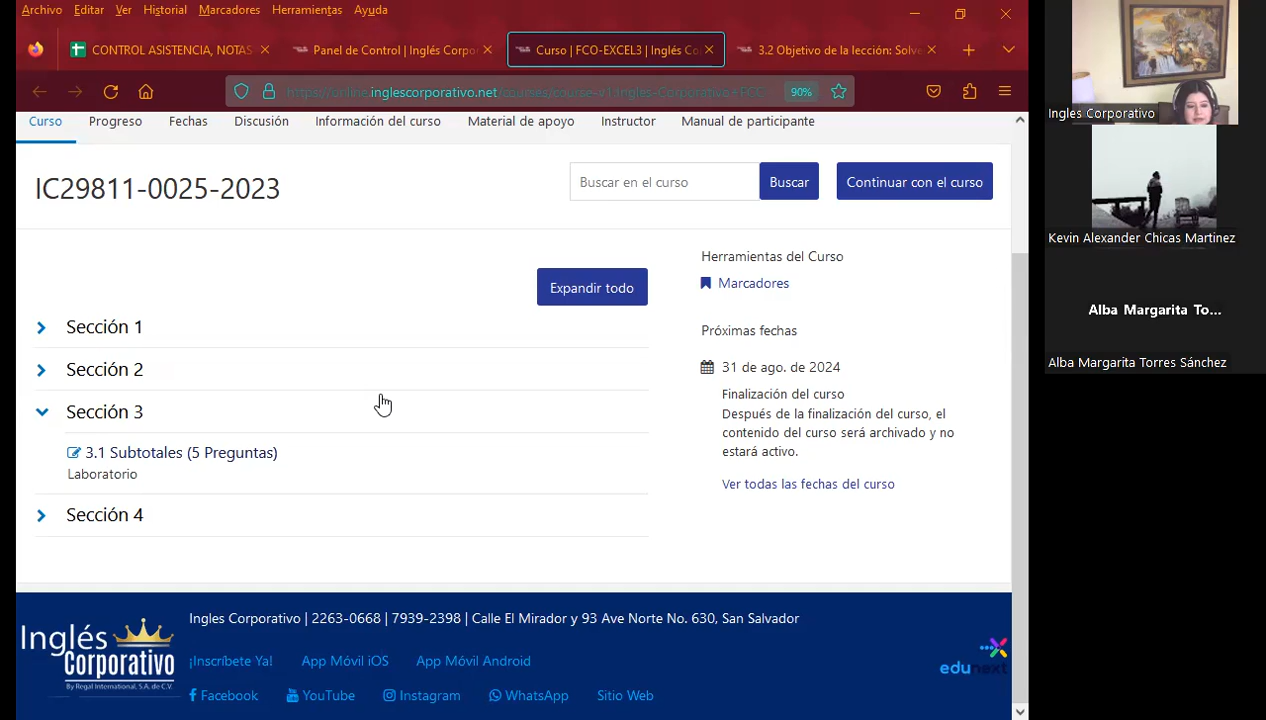 Archivo Editar Ver Historial Marcadores Herramientas Ayuda
CONTROL ASISTENCIA, NOTAS
Panel de Control | Inglés Corpo
Curso | FCO-EXCEL3 | Inglés Co
3.2 Objetivo de la lección: Solve
https://online.inglescorporativo.net/courses/course-v1:Ingles-Corporativo+FCO
90%
Curso Progreso Fechas Discusión Información del curso Material de apoyo Instructor Manual de participante
IC29811-0025-2023
Buscar en el curso
Buscar
Continuar con el curso
Expandir todo
Sección 1
Sección 2
Sección 3
3.1 Subtotales (5 Preguntas)
Laboratorio
Sección 4
Herramientas del Curso
Marcadores
Próximas fechas
31 de ago. de 2024
Finalización del curso
Después de la finalización del curso, el
contenido del curso será archivado y no
estará activo.
Ver todas las fechas del curso
Inglés
Corporativo
By Regal International, S.A. de C.V.
Ingles Corporativo | 2263-0668 | 7939-2398 | Calle El Mirador y 93 Ave Norte No. 630, San Salvador
¡Inscríbete Ya! App Móvil iOS App Móvil Android
Facebook YouTube Instagram WhatsApp Sitio Web
edunext
Ingles Corporativo
Kevin Alexander Chicas Martinez
Alba Margarita To...
Alba Margarita Torres Sánchez